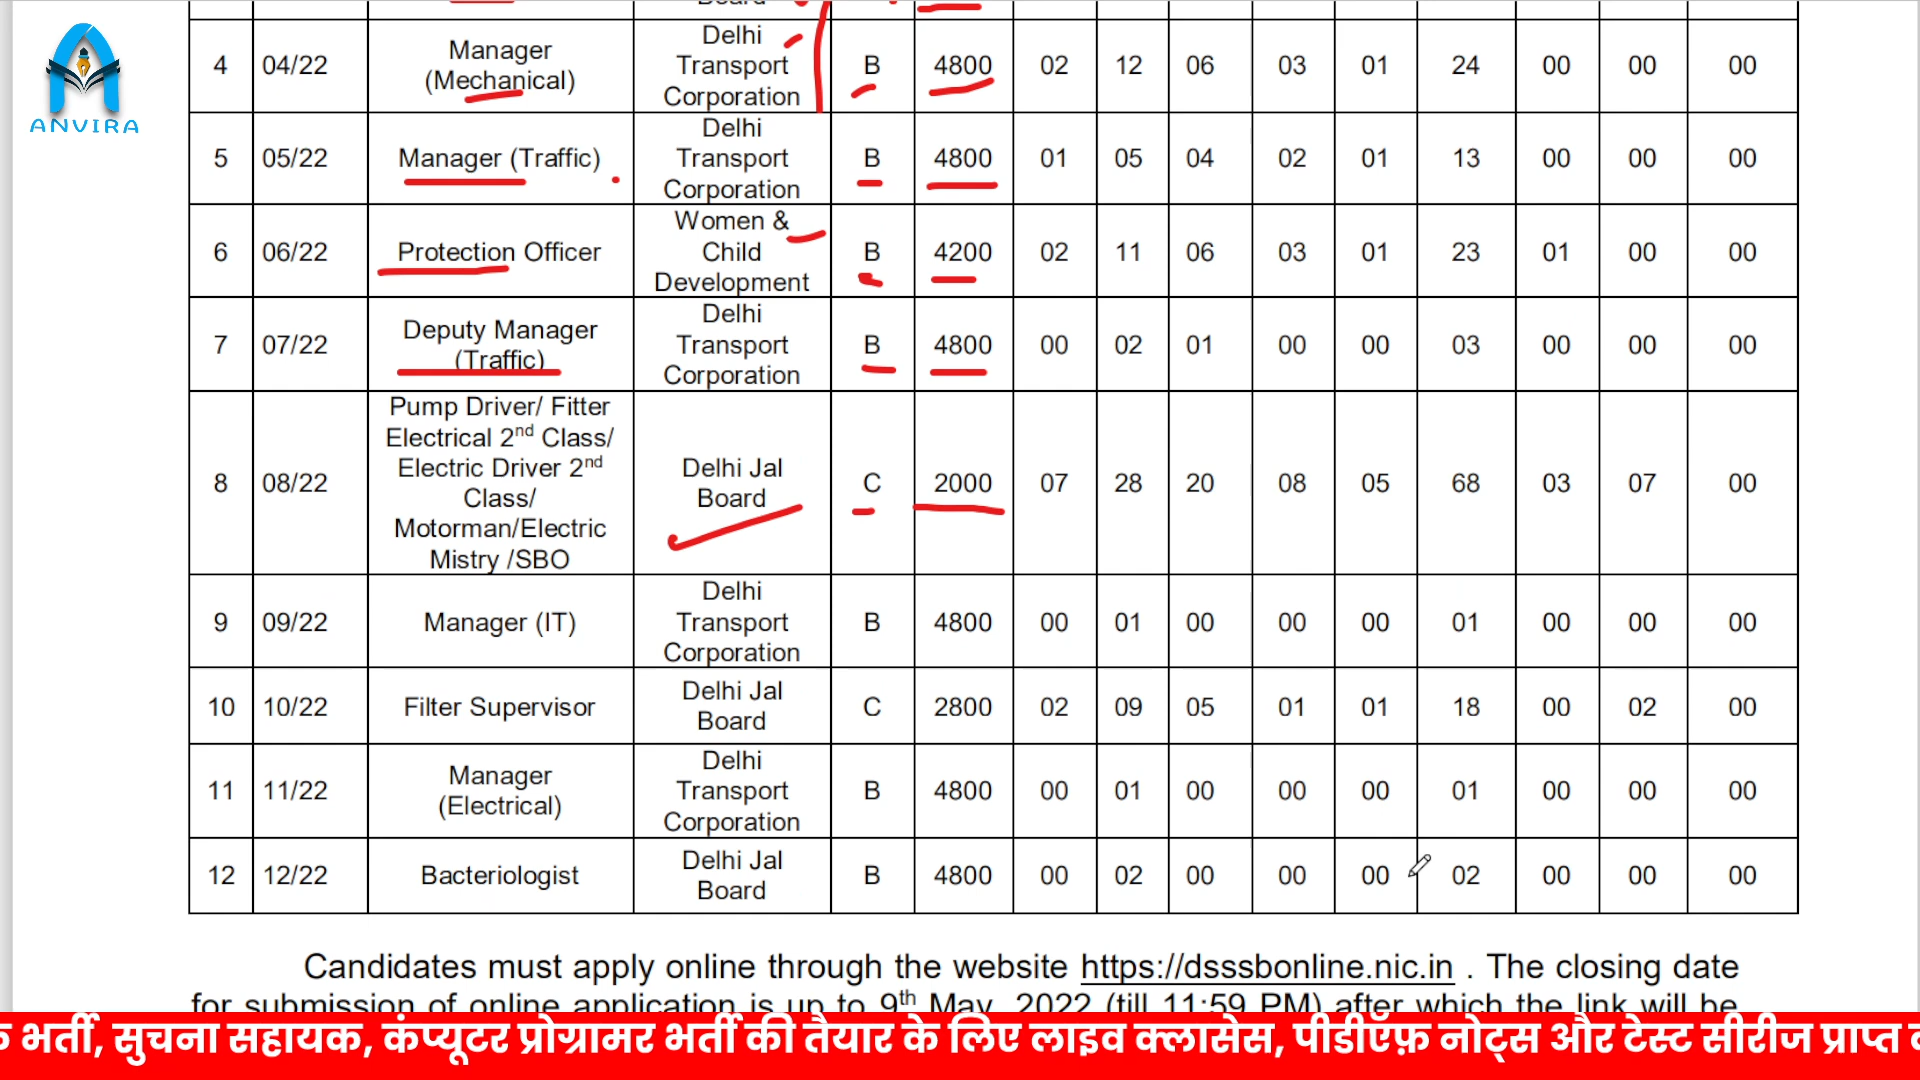 ANVIRA
Board
4 04/22 Manager (Mechanical) Delhi Transport Corporation B 4800 02 12 06 03 01 24 00 00 00
5 05/22 Manager (Traffic) Delhi Transport Corporation B 4800 01 05 04 02 01 13 00 00 00
6 06/22 Protection Officer Women & Child Development B 4200 02 11 06 03 01 23 01 00 00
7 07/22 Deputy Manager (Traffic) Delhi Transport Corporation B 4800 00 02 01 00 00 03 00 00 00
8 08/22 Pump Driver/ Fitter Electrical 2nd Class/ Electric Driver 2nd Class/ Motorman/Electric Mistry /SBO Delhi Jal Board C 2000 07 28 20 08 05 68 03 07 00
9 09/22 Manager (IT) Delhi Transport Corporation B 4800 00 01 00 00 00 01 00 00 00
10 10/22 Filter Supervisor Delhi Jal Board C 2800 02 09 05 01 01 18 00 02 00
11 11/22 Manager (Electrical) Delhi Transport Corporation B 4800 00 01 00 00 00 01 00 00 00
12 12/22 Bacteriologist Delhi Jal Board B 4800 00 02 00 00 00 02 00 00 00
Candidates must apply online through the website https://dsssbonline.nic.in . The closing date
for submission of online application is up to 9th May, 2022 (till 11:59 PM) after which the link will be
भर्ती, सुचना सहायक, कंप्यूटर प्रोग्रामर भर्ती की तैयार के लिए लाइव क्लासेस, पीडीऍफ़ नोट्स और टेस्ट सीरीज प्राप्त